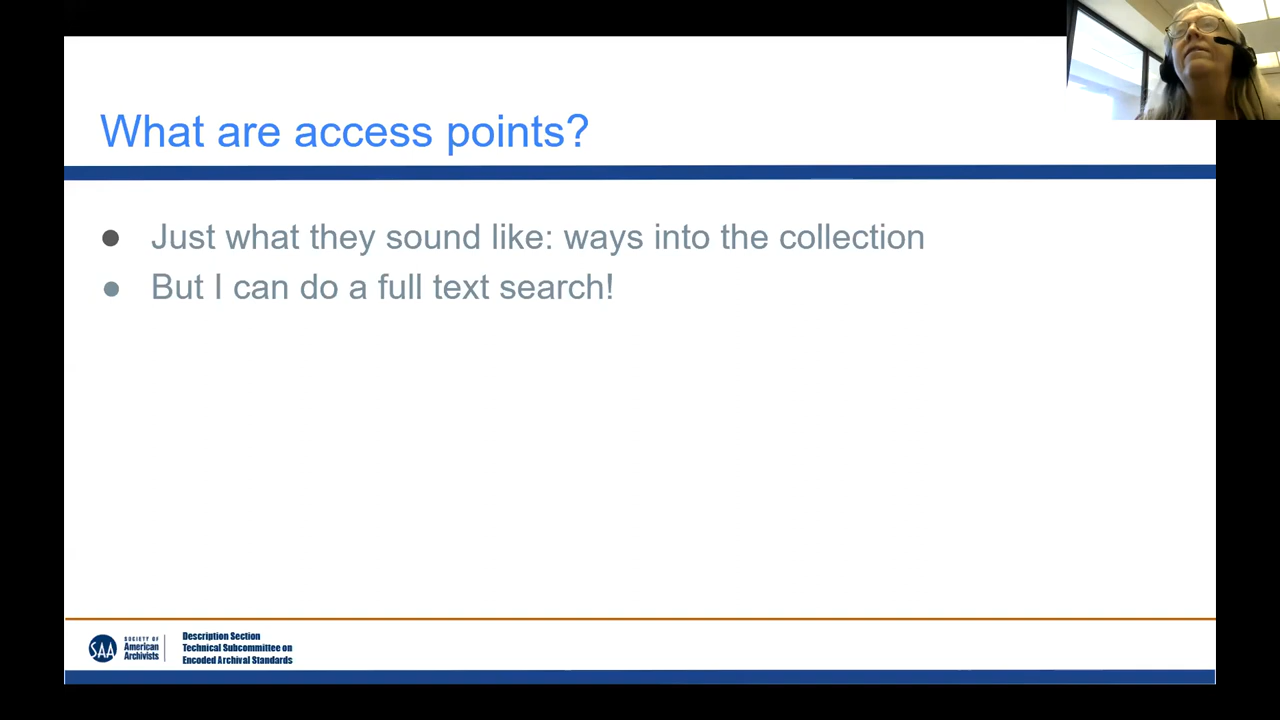 What are access points?
● Just what they sound like: ways into the collection
● But I can do a full text search!
SAA
SOCIETY OF
American
Archivists
Description Section
Technical Subcommittee on
Encoded Archival Standards